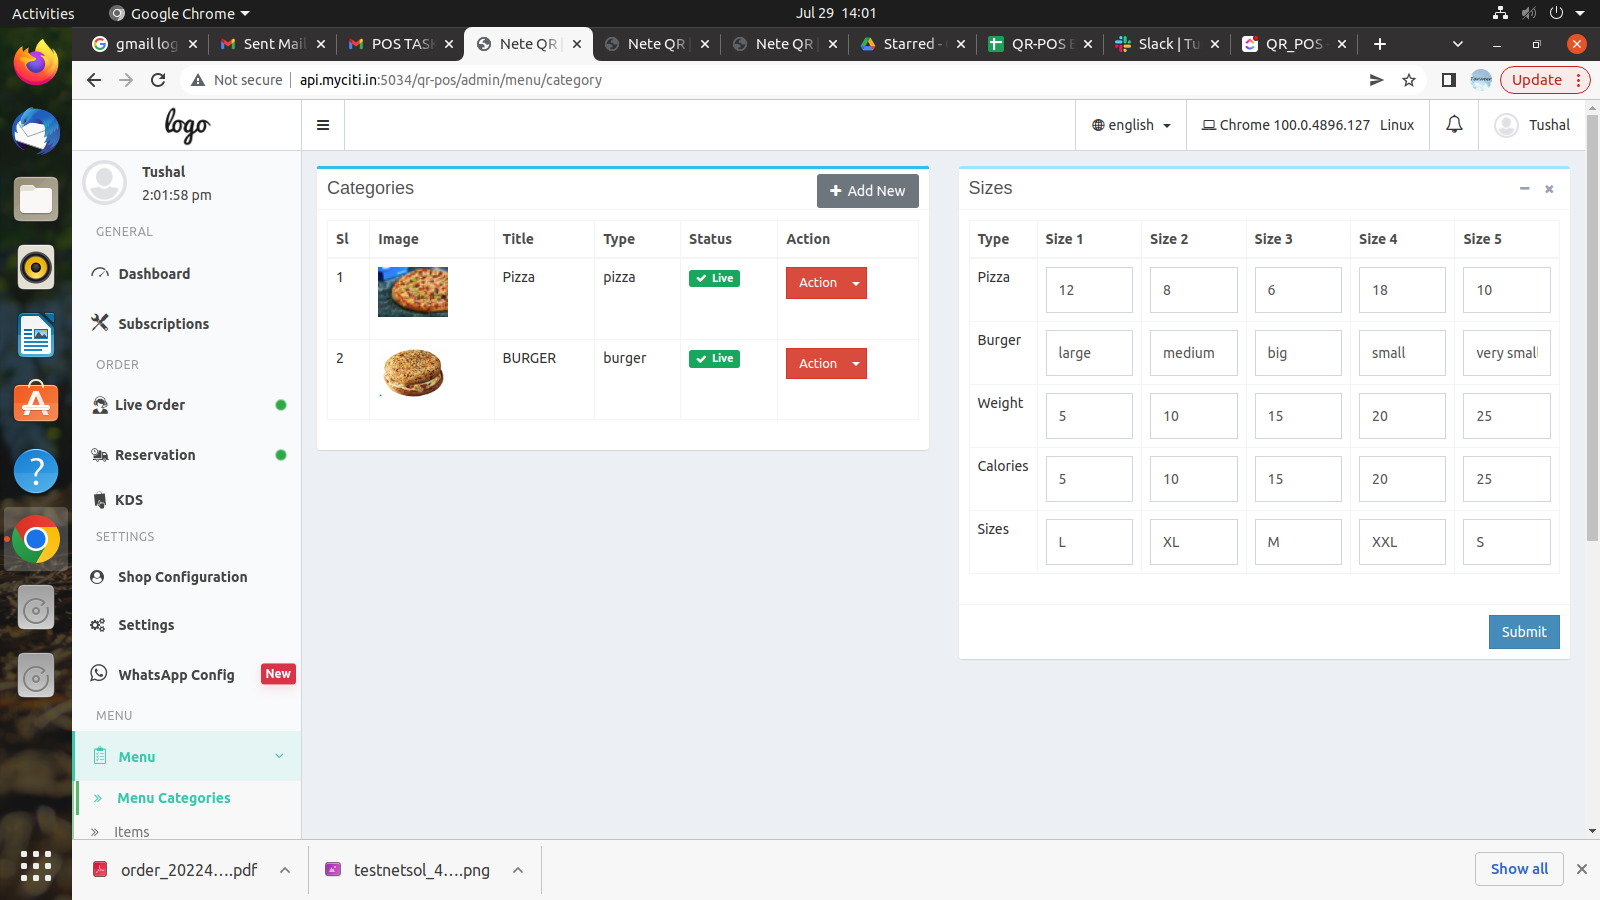 Activities Google Chrome Jul 29 14:01
gmail log Sent Mail POS TASK Nete QR Nete QR Nete QR Starred - QR-POS Slack | Tu QR_POS
Not secure api.myciti.in:5034/qr-pos/admin/menu/category Update
logo english Chrome 100.0.4896.127 Linux Tushal
Tushal
2:01:58 pm
GENERAL
Dashboard
Subscriptions
ORDER
Live Order
Reservation
KDS
SETTINGS
Shop Configuration
Settings
WhatsApp Config New
MENU
Menu
Menu Categories
Items
Categories + Add New
Sl Image Title Type Status Action
1 Pizza pizza Live Action
2 BURGER burger Live Action
Sizes
Type Size 1 Size 2 Size 3 Size 4 Size 5
Pizza 12 8 6 18 10
Burger large medium big small very small
Weight 5 10 15 20 25
Calories 5 10 15 20 25
Sizes L XL M XXL S
Submit
order_20224....pdf testnetsol_4....png Show all